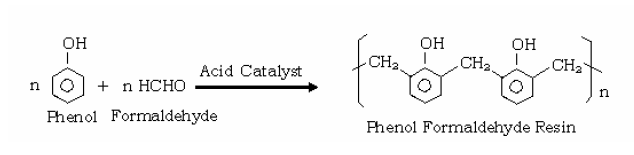 OH
n + n HCHO Acid Catalyst
Phenol Formaldehyde
OH OH
CH2 CH2 CH2 n
Phenol Formaldehyde Resin